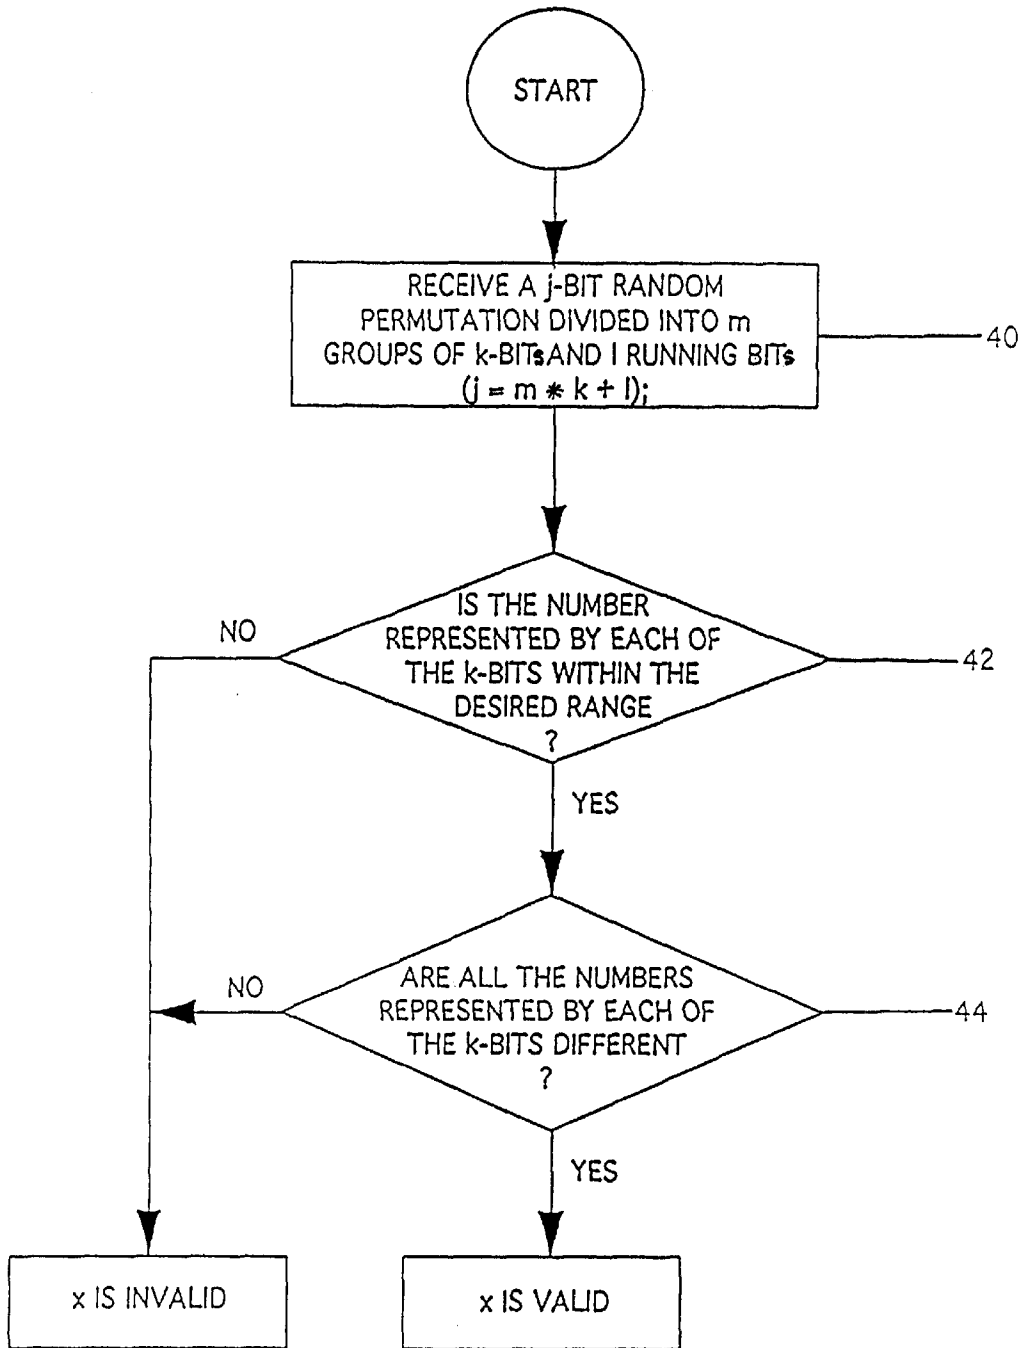 START
RECEIVE A j-BIT RANDOM
PERMUTATION DIVIDED INTO m
GROUPS OF k-BITs AND l RUNNING BITs
(j = m * k + l);
40
IS THE NUMBER
REPRESENTED BY EACH OF
THE k-BITS WITHIN THE
DESIRED RANGE
?
NO
42
YES
ARE ALL THE NUMBERS
REPRESENTED BY EACH OF
THE k-BITS DIFFERENT
?
NO
44
YES
x IS INVALID
x IS VALID